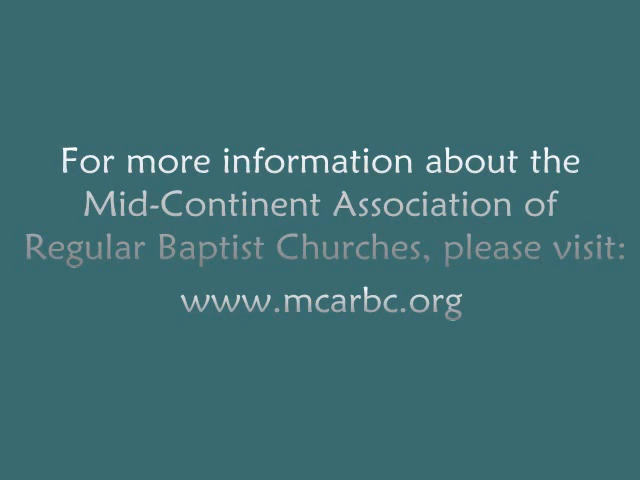 For more information about the
Mid-Continent Association of
Regular Baptist Churches, please visit:
www.mcarbc.org